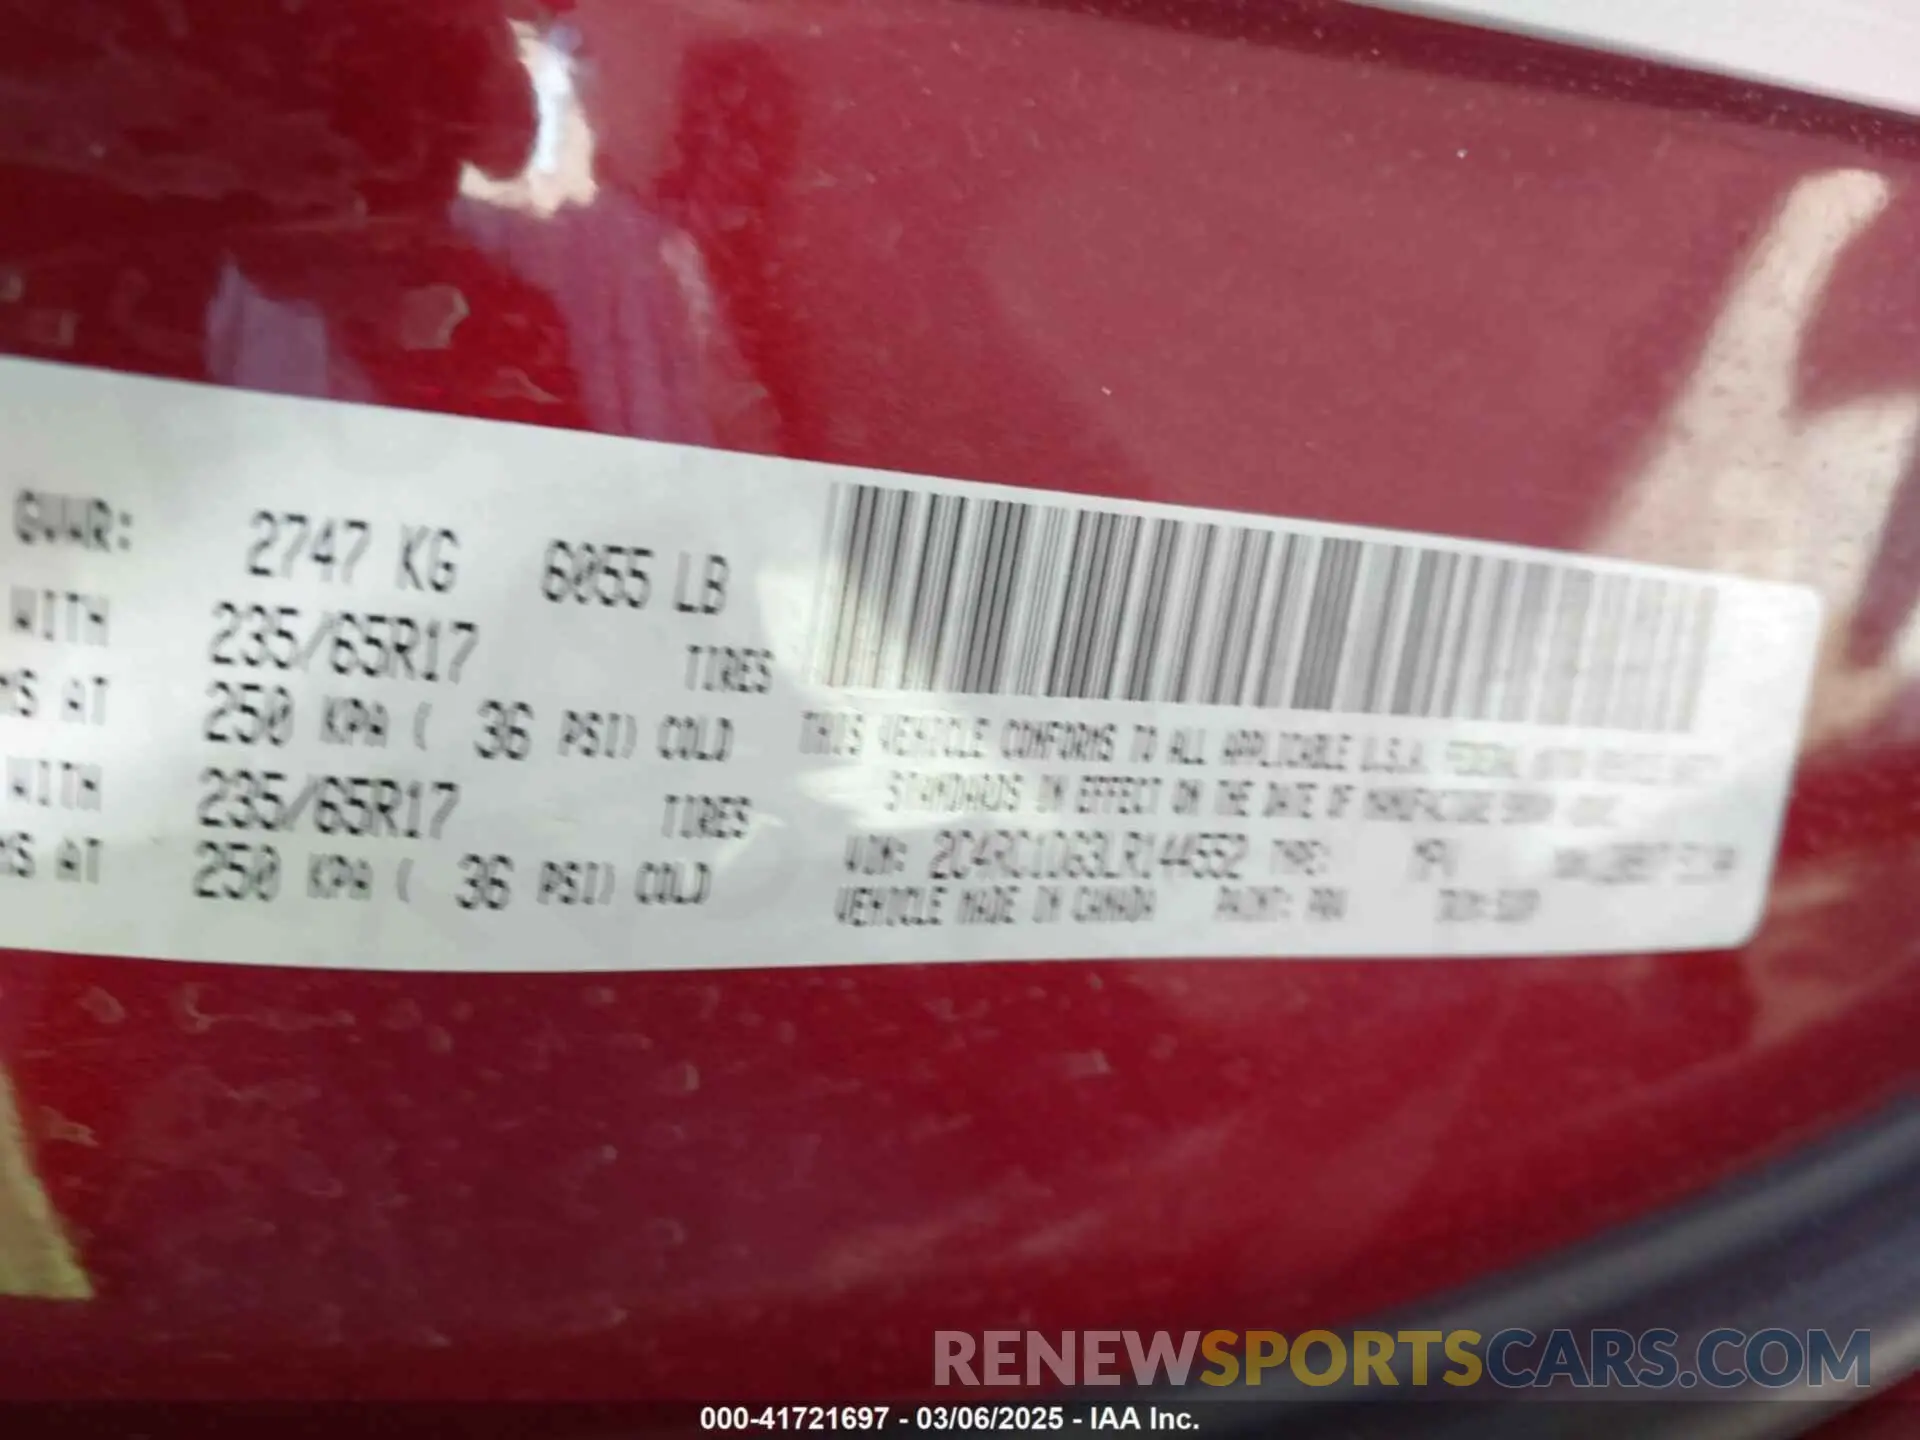 GVWR: 2747 KG 6055 LB
WITH 235/65R17 TIRES
MS AT 250 KPA ( 36 PSI) COLD
WITH 235/65R17 TIRES
MS AT 250 KPA ( 36 PSI) COLD
THIS VEHICLE CONFORMS TO ALL APPLICABLE U.S.A. FEDERAL
STANDARDS IN EFFECT ON THE DATE OF MANUFACTURE SHOWN
VIN: 2C4RC1DG3LR144552 TYPE: MPV
VEHICLE MADE IN CANADA PAINT:
RENEWSPORTSCARS.COM
000-41721697 - 03/06/2025 - IAA Inc.